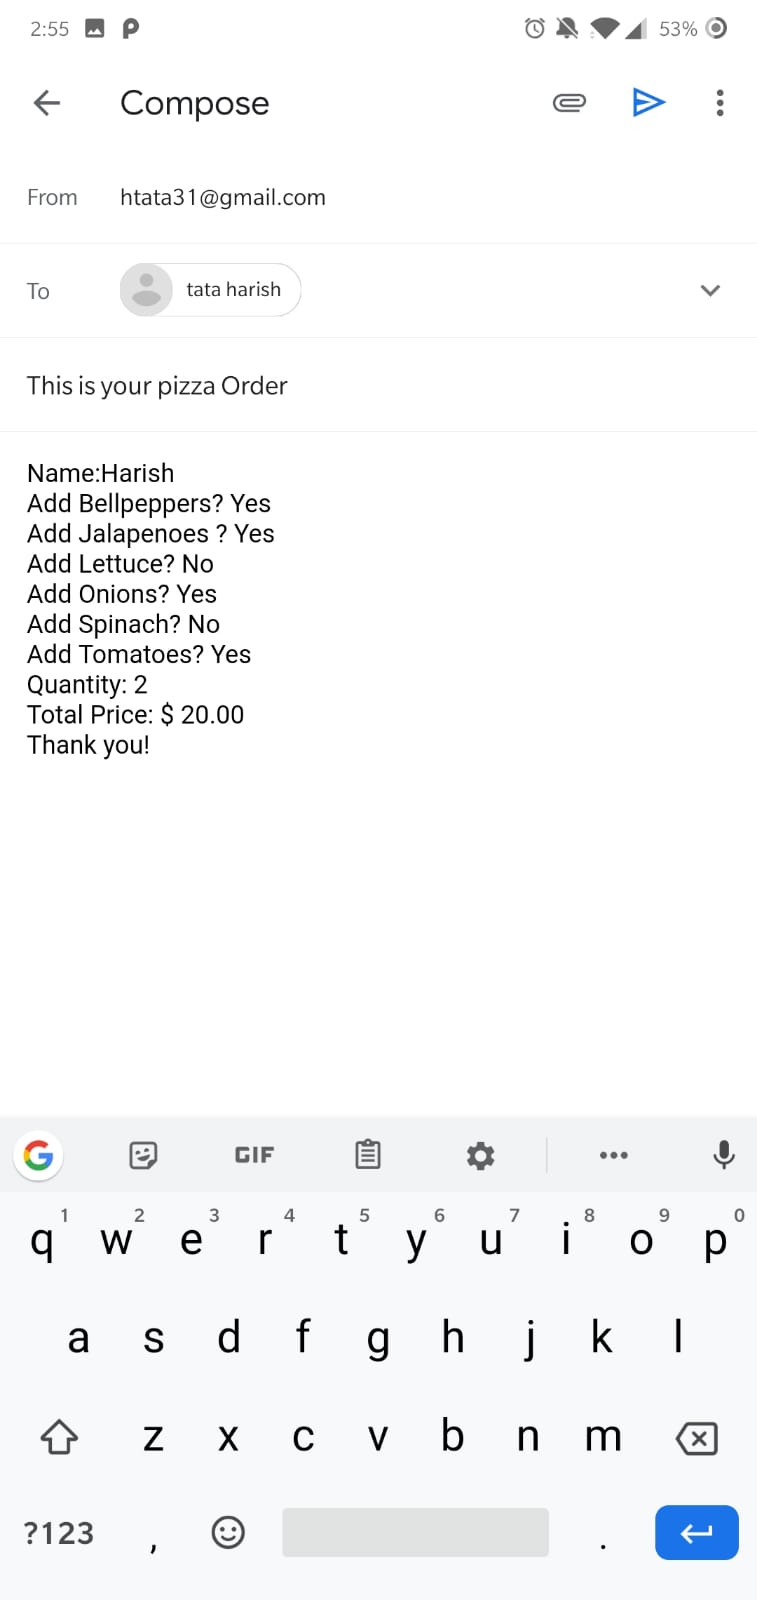 2:55 53%
Compose
From htata31@gmail.com
To tata harish
This is your pizza Order
Name:Harish
Add Bellpeppers? Yes
Add Jalapenoes ? Yes
Add Lettuce? No
Add Onions? Yes
Add Spinach? No
Add Tomatoes? Yes
Quantity: 2
Total Price: $ 20.00
Thank you!
G GIF
1 2 3 4 5 6 7 8 9 0
q w e r t y u i o p
a s d f g h j k l
z x c v b n m
?123 , .